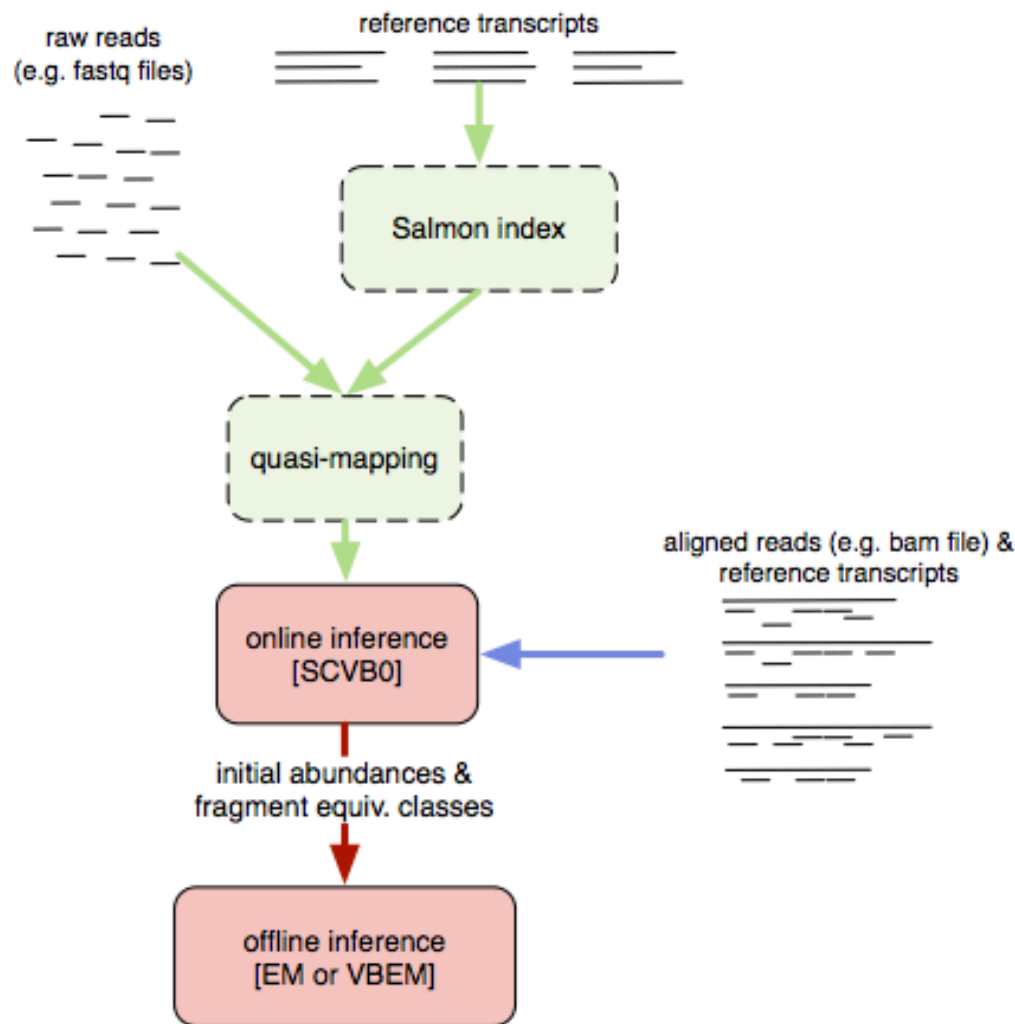 raw reads
(e.g. fastq files)
reference transcripts
Salmon index
quasi-mapping
aligned reads (e.g. bam file) &
reference transcripts
online inference
[SCVB0]
initial abundances &
fragment equiv. classes
offline inference
[EM or VBEM]